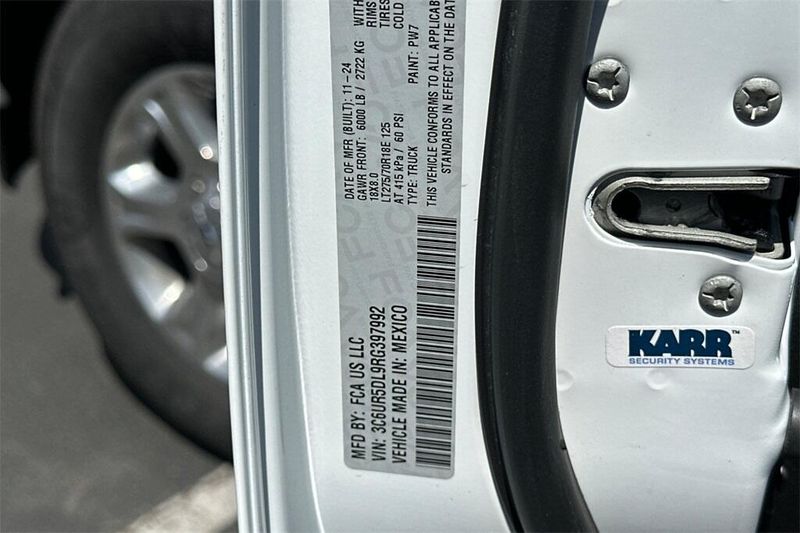 MFD BY: FCA US LLC
VIN: 3C6UR5DL9RG397992
VEHICLE MADE IN: MEXICO
DATE OF MFR (BUILT): 11-24
GAWR FRONT: 6000 LB / 2722 KG
18X8.0
LT275/70R18E 125
AT 415 kPa / 60 PSI
TYPE: TRUCK
PAINT: PW7
THIS VEHICLE CONFORMS TO ALL APPLICAB
STANDARDS IN EFFECT ON THE DAT
WITH
RIMS
TIRES
COLD
KARR™
SECURITY SYSTEMS